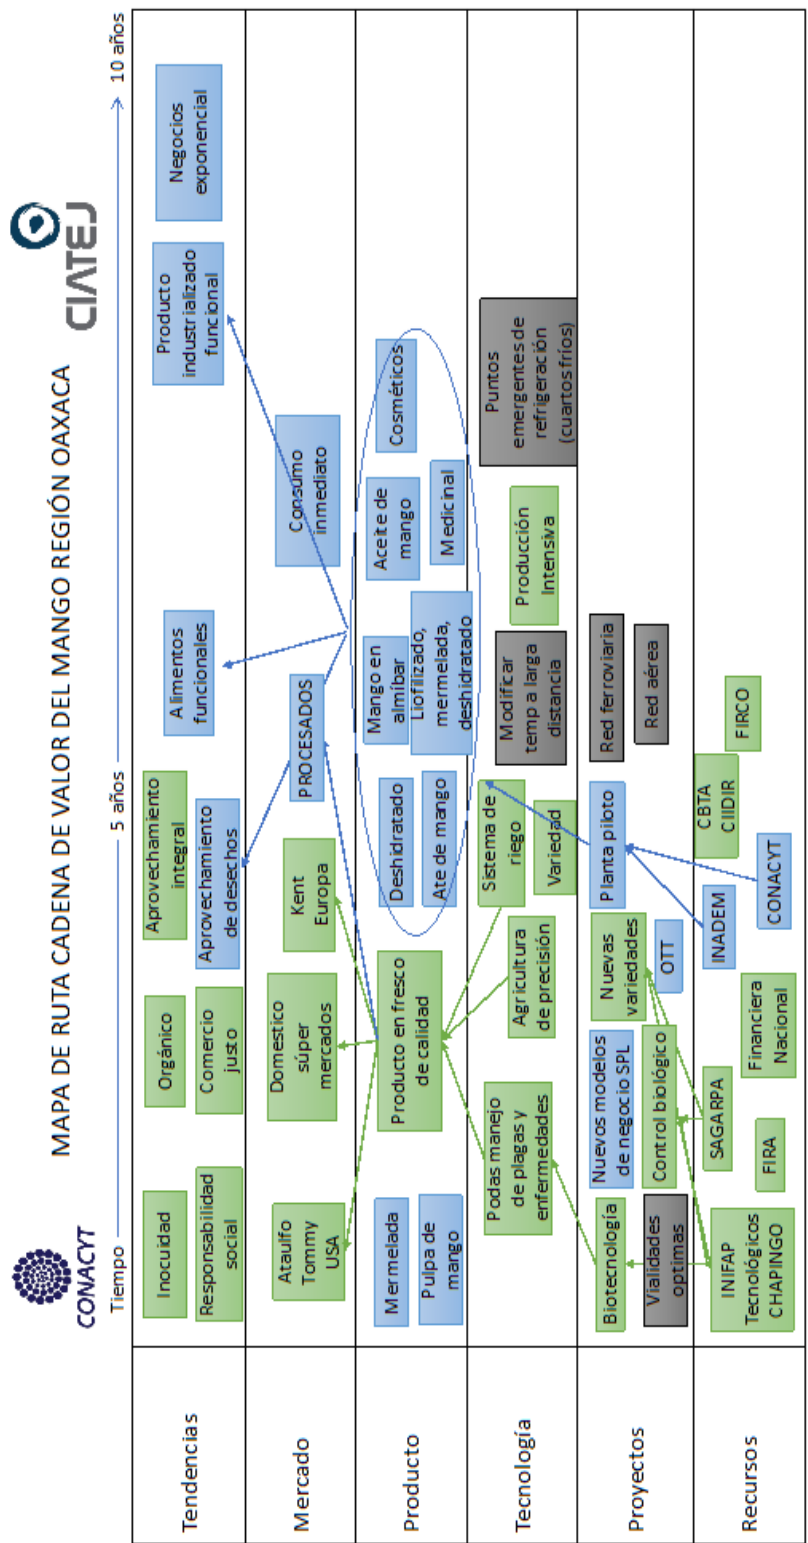 MAPA DE RUTA CADENA DE VALOR DEL MANGO REGIÓN OAXACA
CONACYT
CIATEJ
Tiempo
5 años
10 años
Tendencias
Inocuidad
Responsabilidad
social
Orgánico
Comercio
justo
Aprovechamiento
integral
Aprovechamiento
de desechos
Alimentos
funcionales
Producto
industrializado
funcional
Negocios
exponencial
Mercado
Ataulfo
Tommy
USA
Domestico
súper
mercados
Kent
Europa
PROCESADOS
Consumo
inmediato
Producto
Mermelada
Pulpa de
mango
Producto en fresco
de calidad
Deshidratado
Ate de mango
Mango en
almíbar
Liofilizado,
mermelada,
deshidratado
Aceite de
mango
Medicinal
Cosméticos
Tecnología
Podas manejo
de plagas y
enfermedades
Agricultura
de precisión
Sistema de
riego
Variedad
Modificar
temp a larga
distancia
Producción
Intensiva
Puntos
emergentes de
refrigeración
(cuartos fríos)
Proyectos
Biotecnología
Vialidades
optimas
Nuevos modelos
de negocio SPL
Control biológico
Nuevas
variedades
OTT
Planta piloto
Red ferroviaria
Red aérea
Recursos
INIFAP
Tecnológicos
CHAPINGO
SAGARPA
FIRA
Financiera
Nacional
INADEM
CONACYT
CBTA
CIIDIR
FIRCO